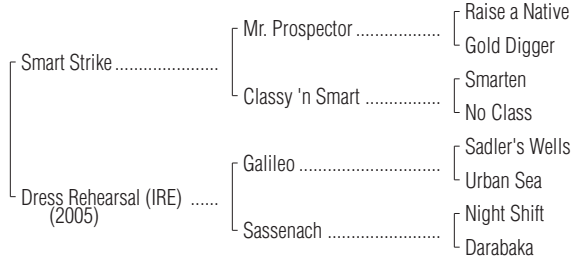 Raise a Native
Mr. Prospector ..................
Gold Digger
Smart Strike ......................
Smarten
Classy 'n Smart ................
No Class
Sadler's Wells
Galileo ..............................
Urban Sea
Dress Rehearsal (IRE) ......
(2005)
Night Shift
Sassenach ........................
Darabaka